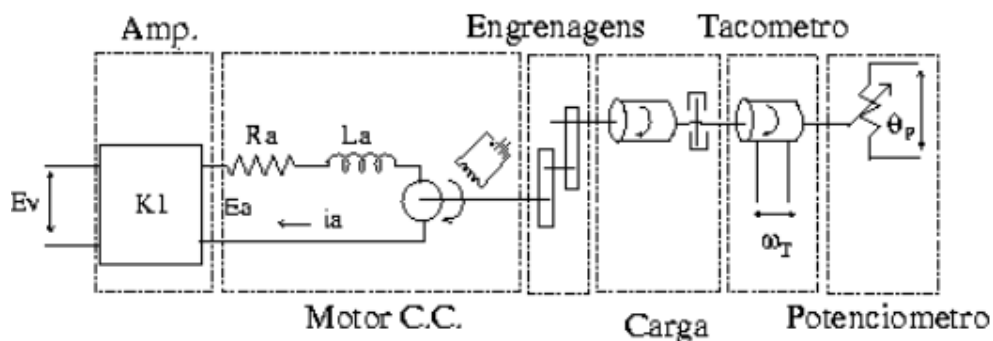 Amp.
Engrenagens
Tacometro
Ra
La
Ev
K1
Ea
ia
θp
ωT
Motor C.C.
Carga
Potenciometro